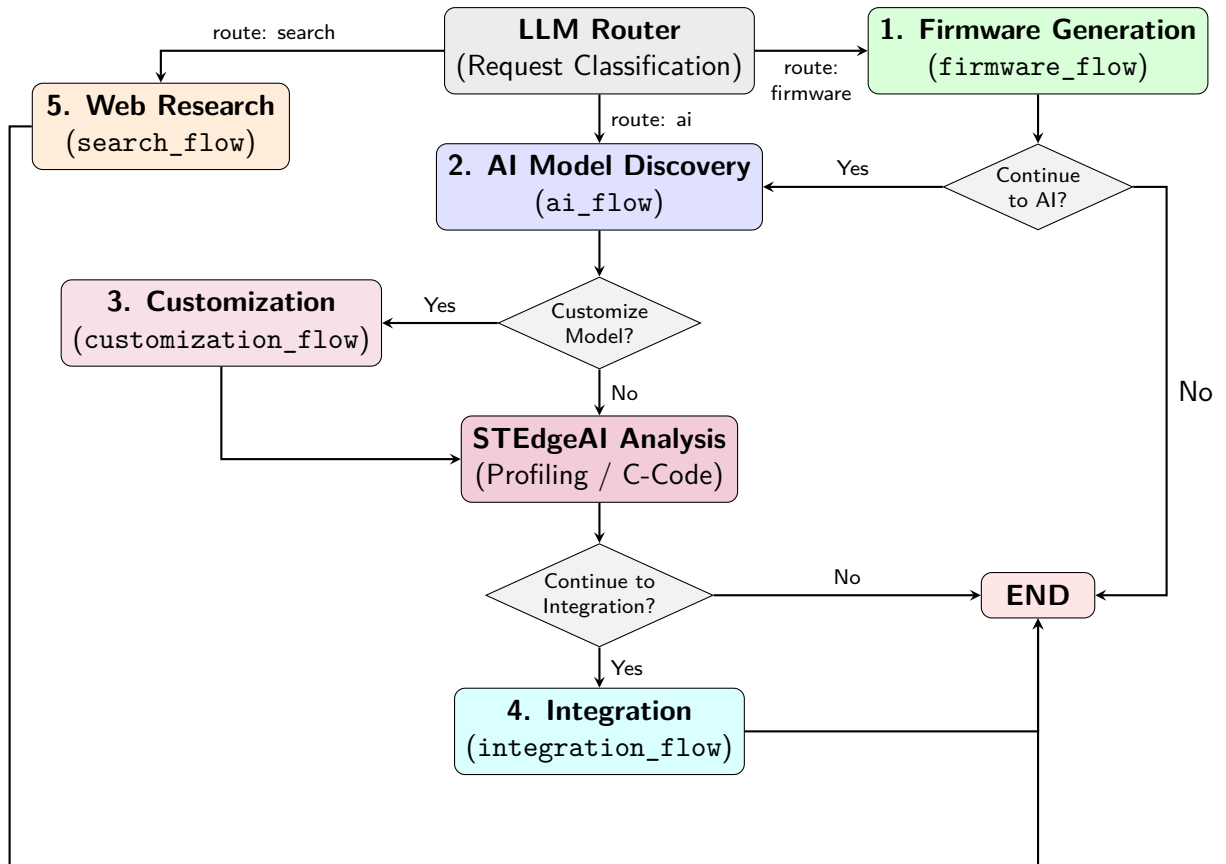 route: search
LLM Router
(Request Classification)
route:
firmware
1. Firmware Generation
(firmware_flow)
5. Web Research
(search_flow)
route: ai
2. AI Model Discovery
(ai_flow)
Yes
Continue
to AI?
3. Customization
(customization_flow)
Yes
Customize
Model?
No
No
STEdgeAI Analysis
(Profiling / C-Code)
Continue to
Integration?
No
END
Yes
4. Integration
(integration_flow)